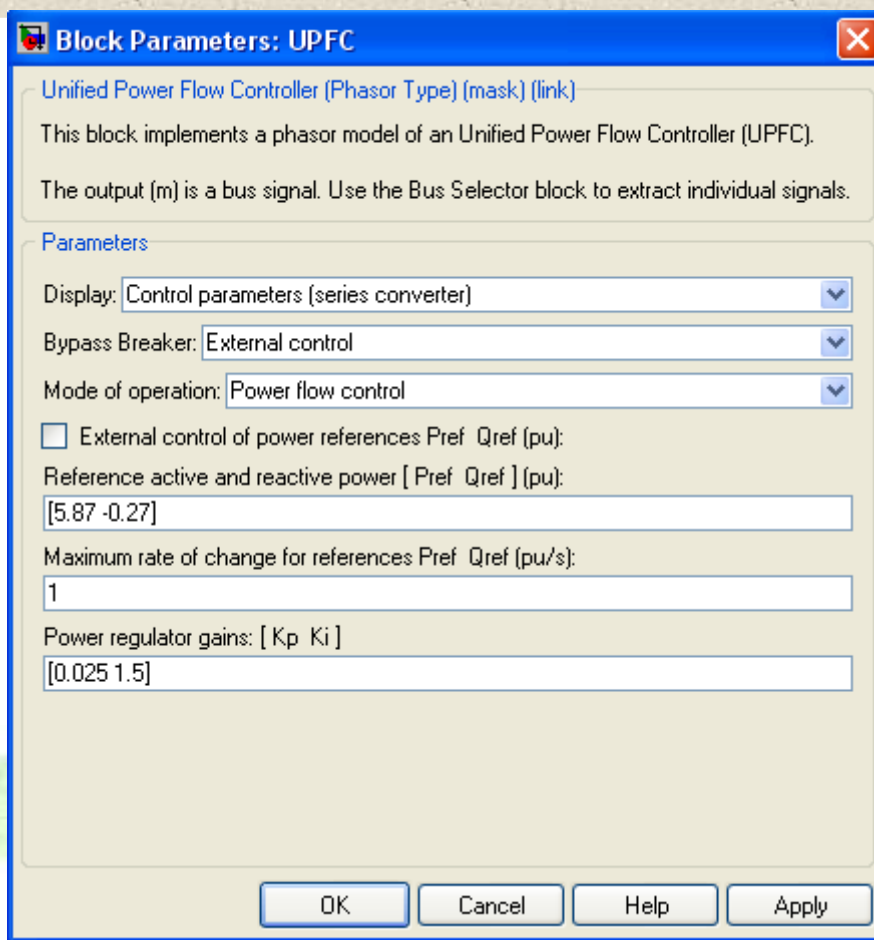 Block Parameters: UPFC
Unified Power Flow Controller (Phasor Type) (mask) (link)
This block implements a phasor model of an Unified Power Flow Controller (UPFC).
The output (m) is a bus signal. Use the Bus Selector block to extract individual signals.
Parameters
Display: Control parameters (series converter)
Bypass Breaker: External control
Mode of operation: Power flow control
External control of power references Pref Qref (pu):
Reference active and reactive power [ Pref Qref ] (pu):
[5.87 -0.27]
Maximum rate of change for references Pref Qref (pu/s):
1
Power regulator gains: [ Kp Ki ]
[0.025 1.5]
OK Cancel Help Apply